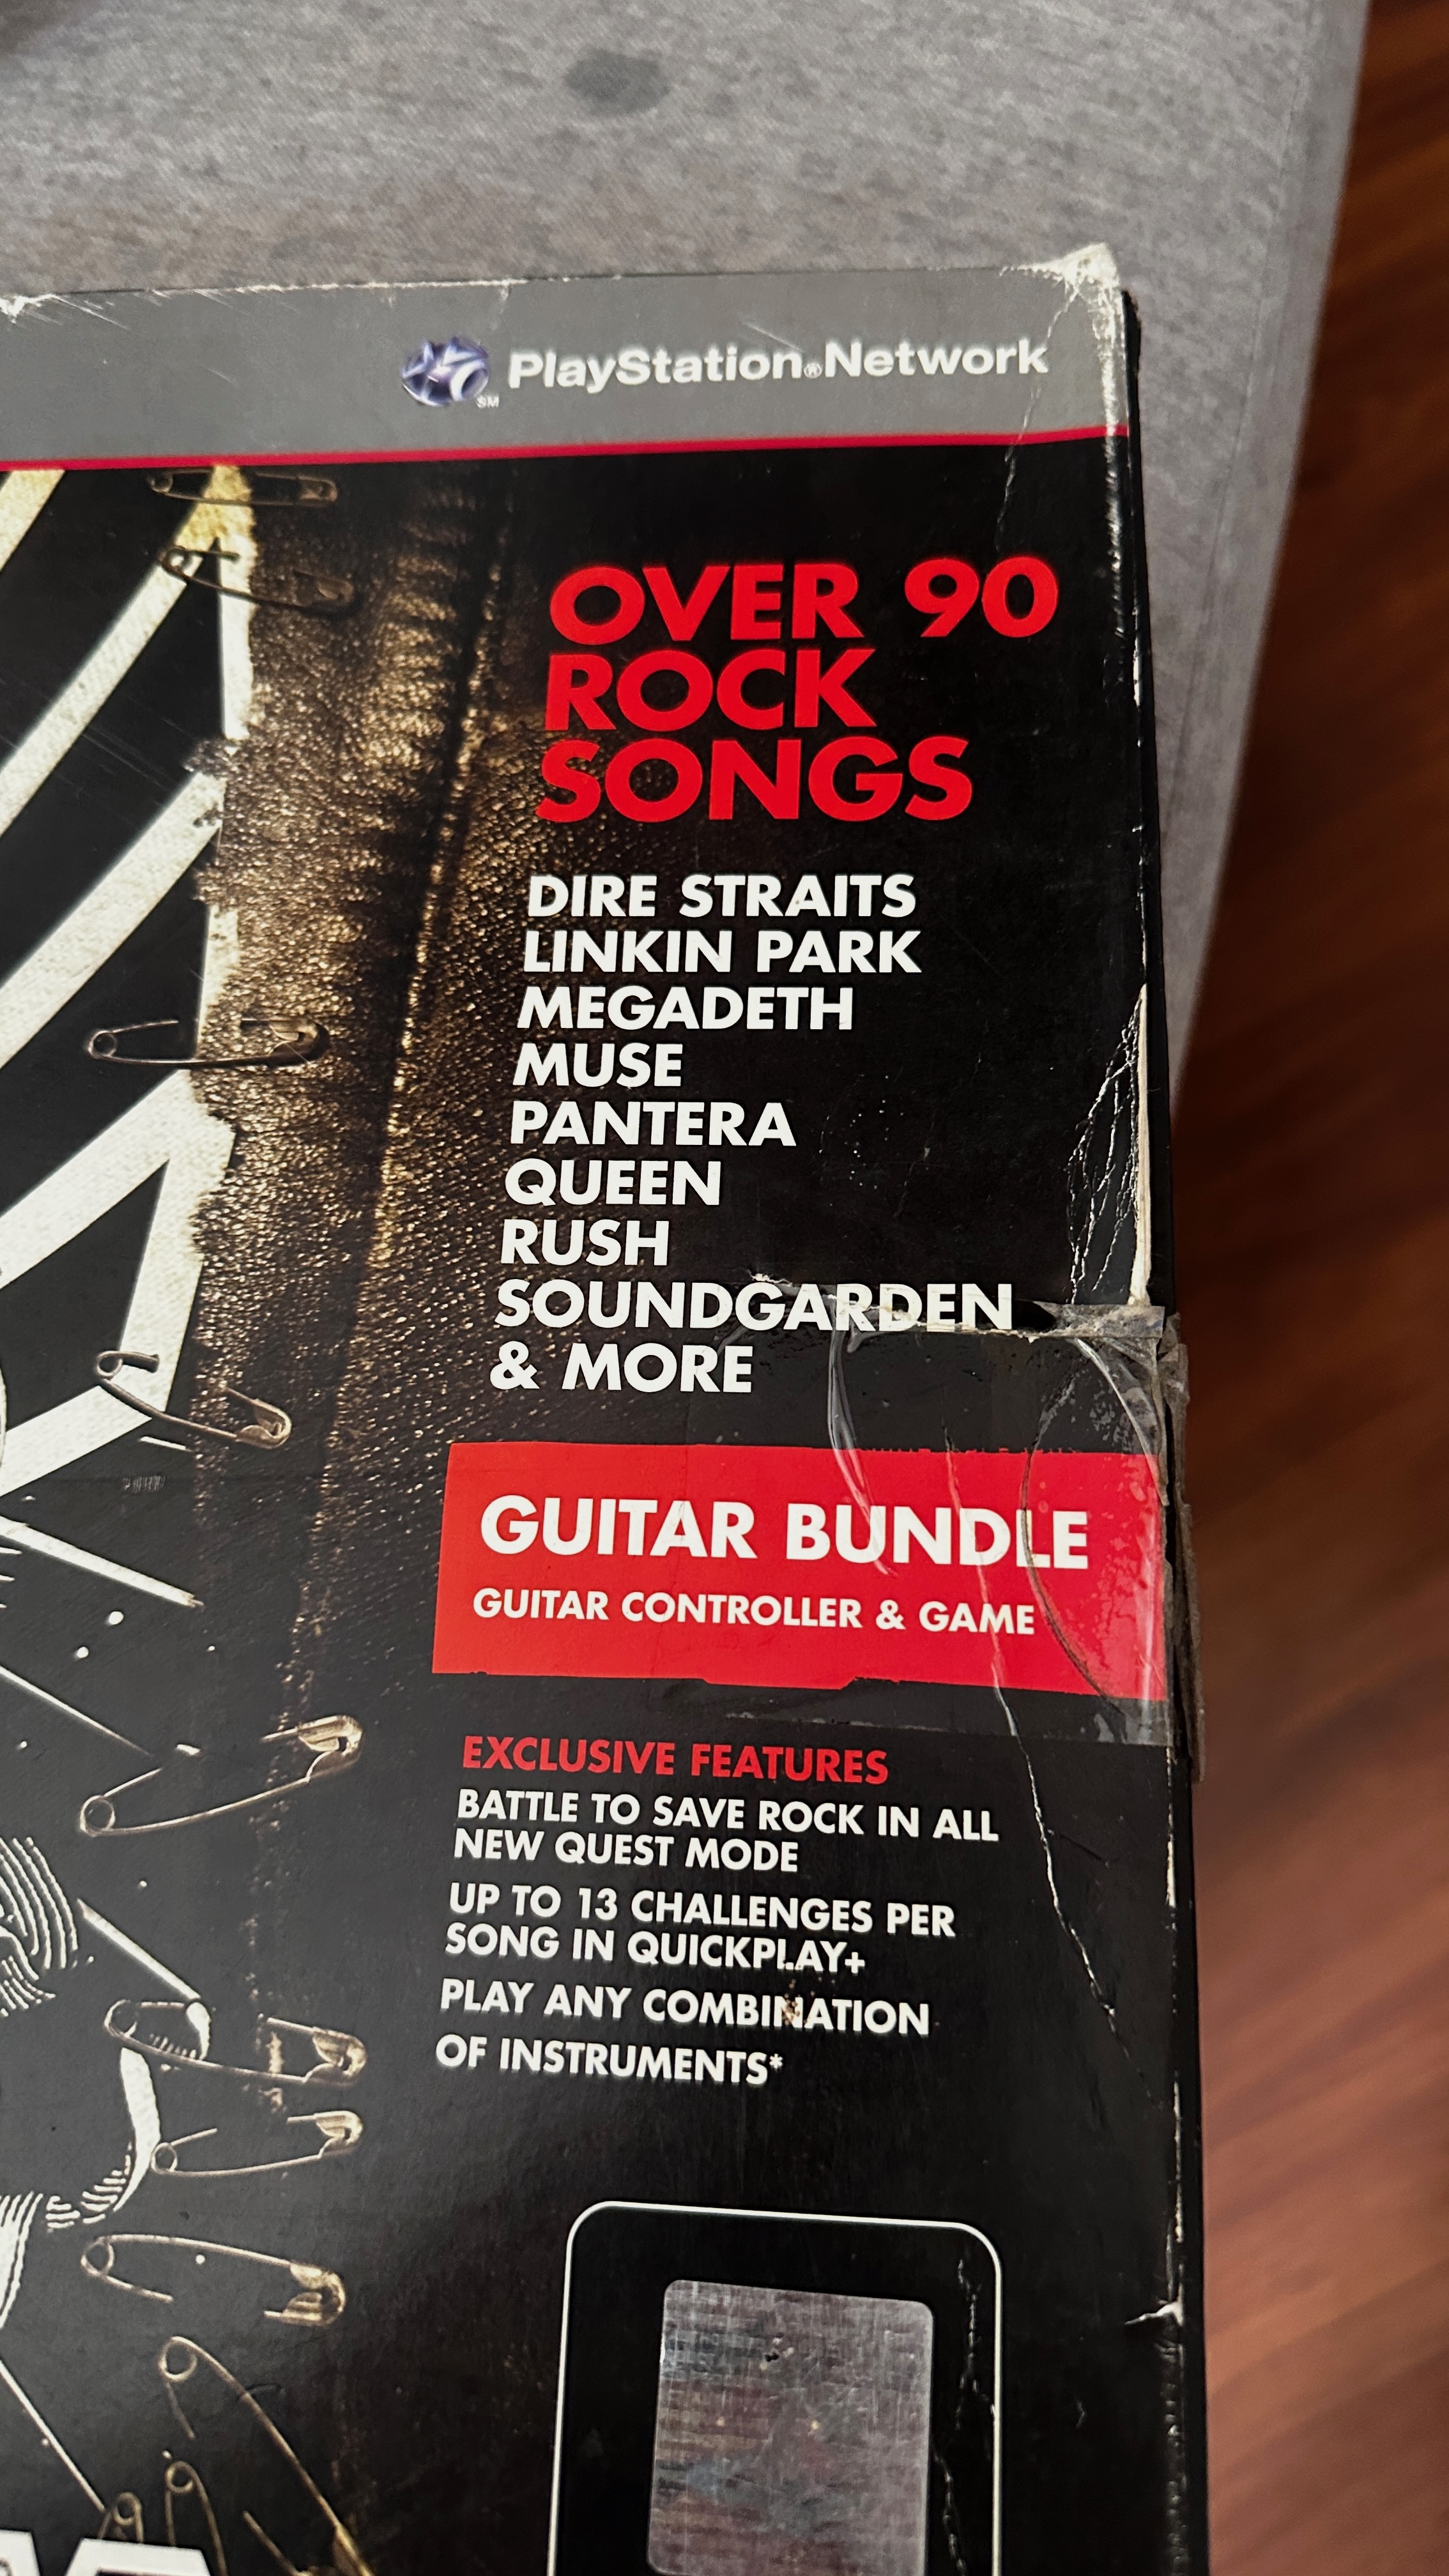 SM PlayStation®Network
OVER 90
ROCK
SONGS
DIRE STRAITS
LINKIN PARK
MEGADETH
MUSE
PANTERA
QUEEN
RUSH
SOUNDGARDEN
& MORE
GUITAR BUNDLE
GUITAR CONTROLLER & GAME
EXCLUSIVE FEATURES
BATTLE TO SAVE ROCK IN ALL
NEW QUEST MODE
UP TO 13 CHALLENGES PER
SONG IN QUICKPLAY+
PLAY ANY COMBINATION
OF INSTRUMENTS*